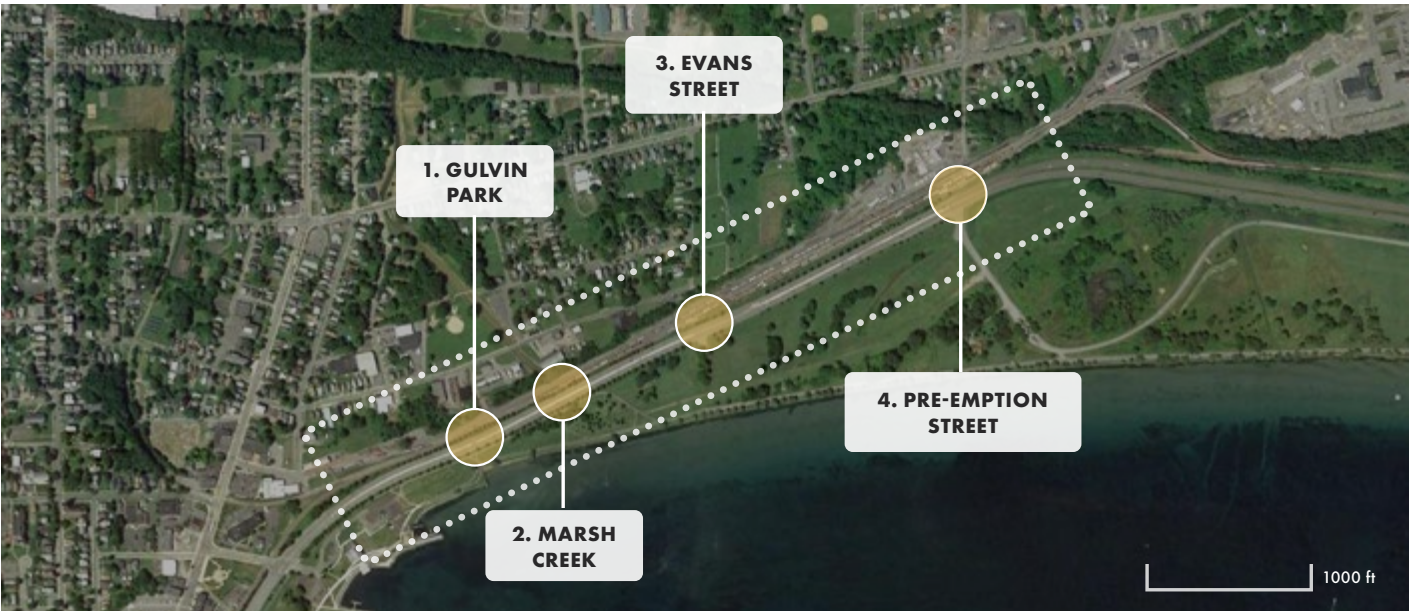 1. GULVIN
PARK
2. MARSH
CREEK
3. EVANS
STREET
4. PRE-EMPTION
STREET
1000 ft